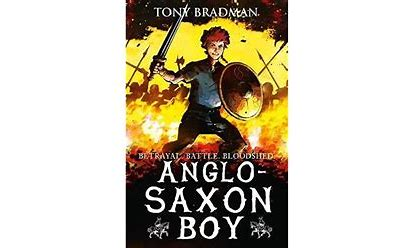 TONY BRADMAN
BETRAYAL. BATTLE. BLOODSHED.
ANGLO-
SAXON
BOY